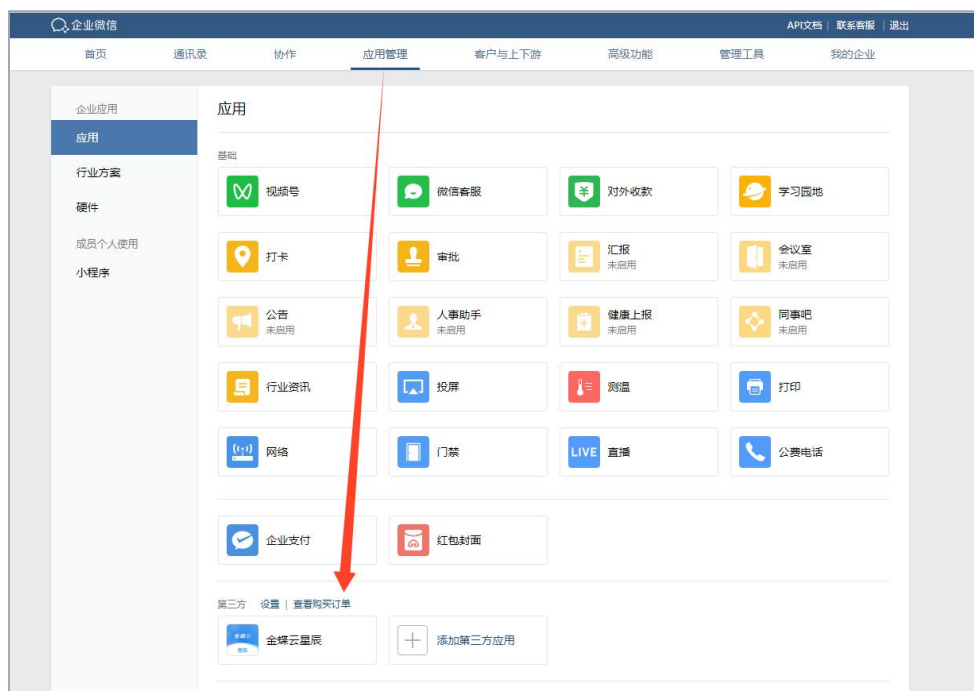 企业微信
API文档 | 联系客服 | 退出
首页 通讯录 协作 应用管理 客户与上下游 高级功能 管理工具 我的企业
企业应用
应用
行业方案
硬件
成员个人使用
小程序
应用
基础
视频号 微信客服 对外收款 学习园地
打卡 审批 汇报 会议室
未启用 未启用
公告 人事助手 健康上报 同事吧
未启用 未启用 未启用 未启用
行业资讯 投屏 测温 打印
网络 门禁 LIVE 直播 公费电话
企业支付 红包封面
第三方 设置 | 查看购买订单
金蝶云星辰 添加第三方应用